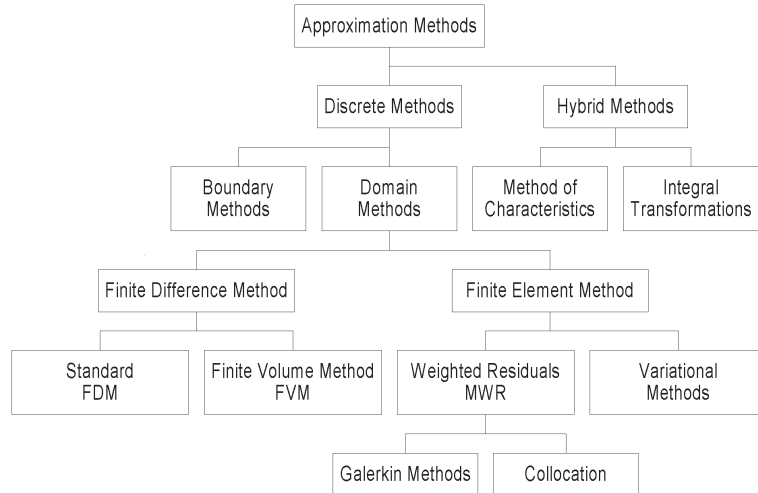 Approximation Methods
Discrete Methods
Hybrid Methods
Boundary
Methods
Domain
Methods
Method of
Characteristics
Integral
Transformations
Finite Difference Method
Finite Element Method
Standard
FDM
Finite Volume Method
FVM
Weighted Residuals
MWR
Variational
Methods
Galerkin Methods
Collocation